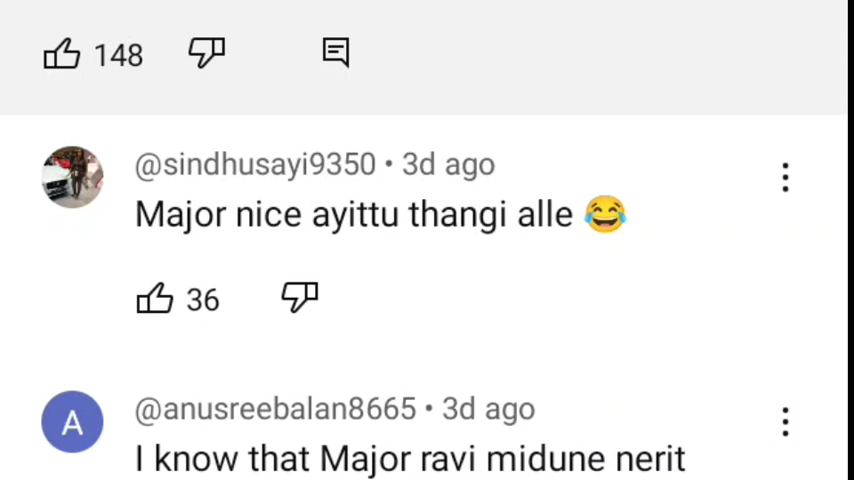 148
@sindhusayi9350 • 3d ago
Major nice ayittu thangi alle 😂
36
A
@anusreebalan8665 • 3d ago
I know that Major ravi midune nerit